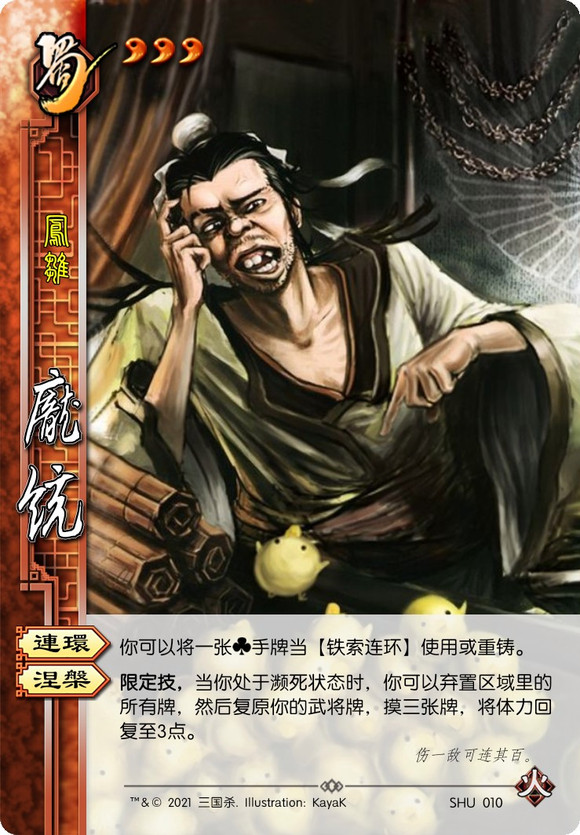 蜀
鳳雛
龐统
連環
你可以将一张♣手牌当【铁索连环】使用或重铸。
涅槃
限定技，当你处于濒死状态时，你可以弃置区域里的
所有牌，然后复原你的武将牌，摸三张牌，将体力回
复至3点。
伤一敌可连其百。
™&© 2021 三国杀. Illustration: KayaK
SHU 010
火